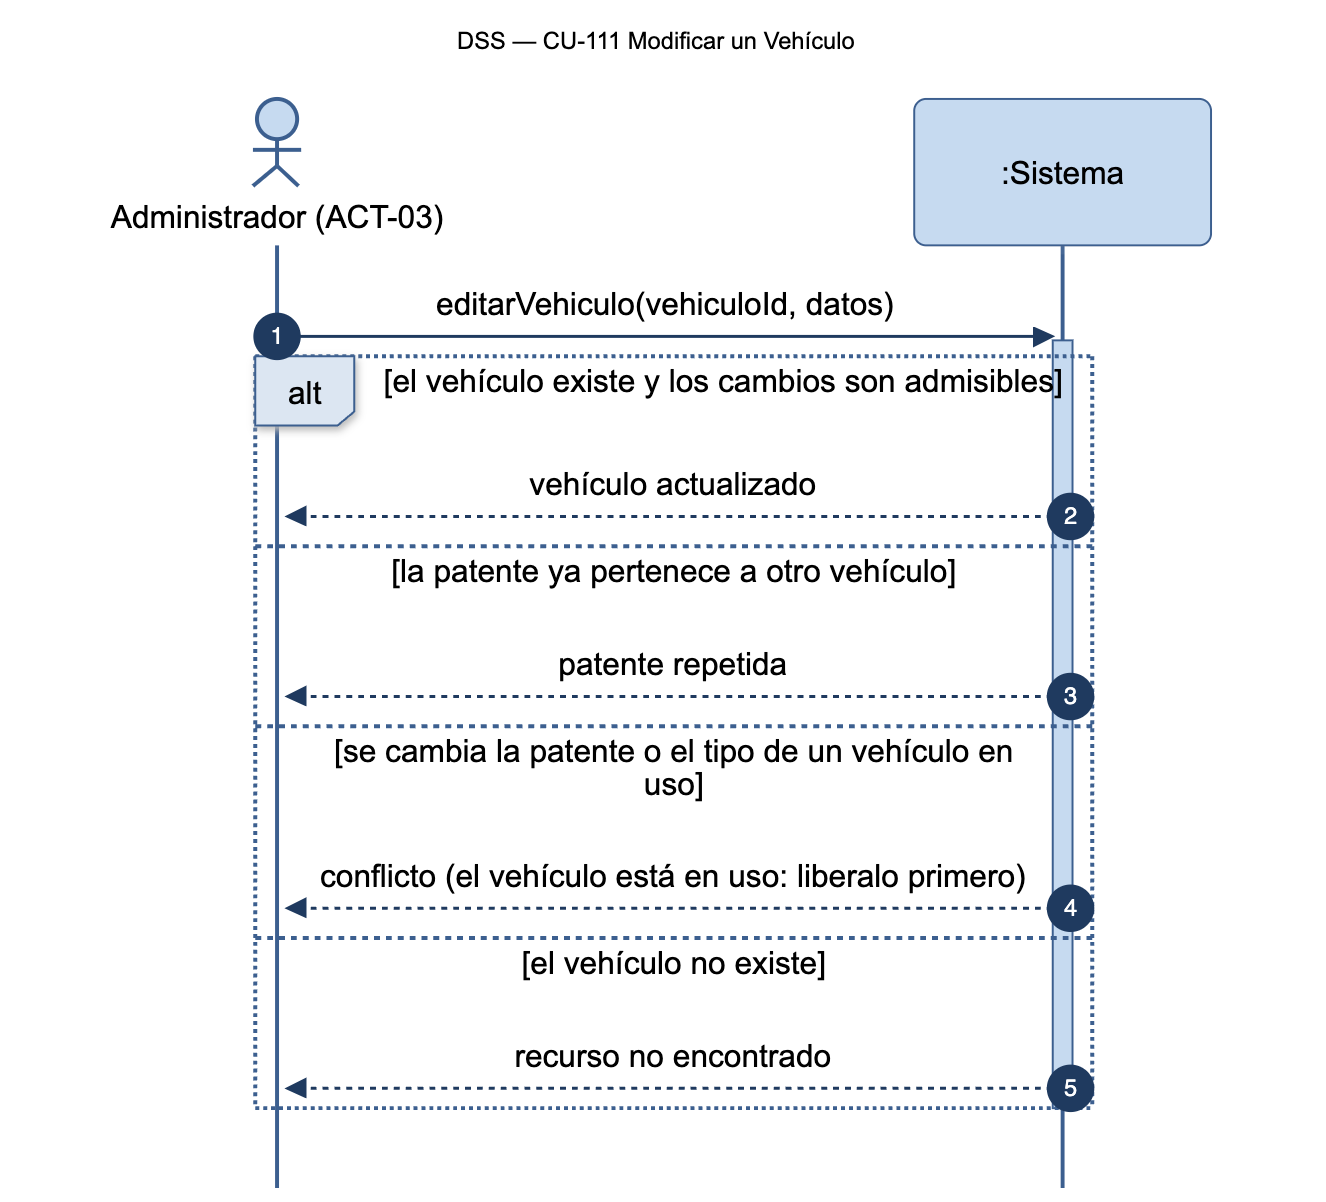 DSS — CU-111 Modificar un Vehículo
Administrador (ACT-03)
:Sistema
editarVehiculo(vehiculoId, datos)
1
alt
[el vehículo existe y los cambios son admisibles]
vehículo actualizado
2
[la patente ya pertenece a otro vehículo]
patente repetida
3
[se cambia la patente o el tipo de un vehículo en
uso]
conflicto (el vehículo está en uso: liberalo primero)
4
[el vehículo no existe]
recurso no encontrado
5